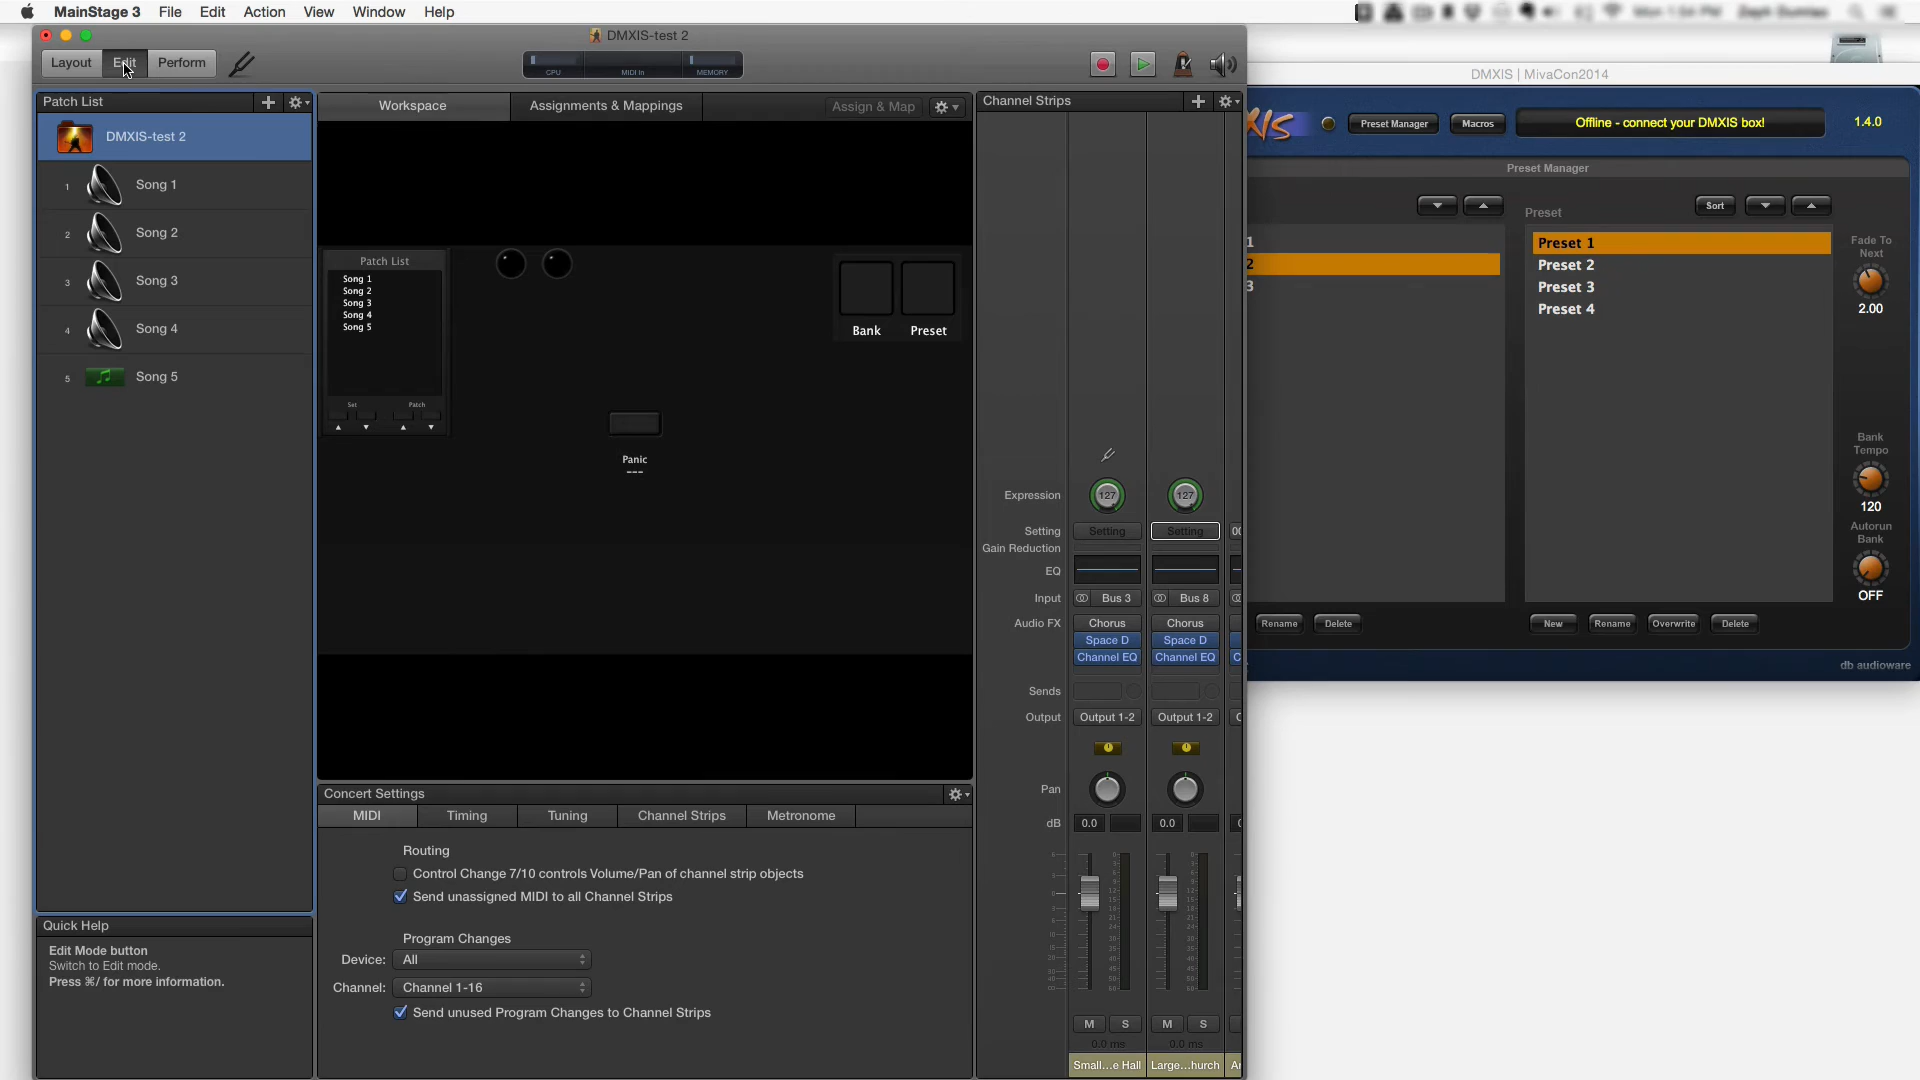 MainStage 3 File Edit Action View Window Help
DMXIS-test 2
Layout Edit Perform
CPU MIDI In MEMORY
DMXIS | MivaCon2014
Patch List
DMXIS-test 2
1 Song 1
2 Song 2
3 Song 3
4 Song 4
5 Song 5
Quick Help
Edit Mode button
Switch to Edit mode.
Press ⌘/ for more information.
Workspace Assignments & Mappings Assign & Map
Patch List
Song 1
Song 2
Song 3
Song 4
Song 5
Set Patch
Bank Preset
Panic
---
Concert Settings
MIDI Timing Tuning Channel Strips Metronome
Routing
Control Change 7/10 controls Volume/Pan of channel strip objects
Send unassigned MIDI to all Channel Strips
Program Changes
Device: All
Channel: Channel 1-16
Send unused Program Changes to Channel Strips
Channel Strips
Expression 127 127
Setting Setting Setting
Gain Reduction
EQ
Input Bus 3 Bus 8
Audio FX Chorus Chorus
Space D Space D
Channel EQ Channel EQ
Sends
Output Output 1-2 Output 1-2
Pan
dB 0.0 0.0
M S M S
0.0 ms 0.0 ms
Small...e Hall Large...hurch
XIS Preset Manager Macros Offline - connect your DMXIS box! 1.4.0
Preset Manager
Preset Sort
1
2
3
Preset 1
Preset 2
Preset 3
Preset 4
Fade To
Next
2.00
Bank
Tempo
120
Autorun
Bank
OFF
Rename Delete New Rename Overwrite Delete
db audioware